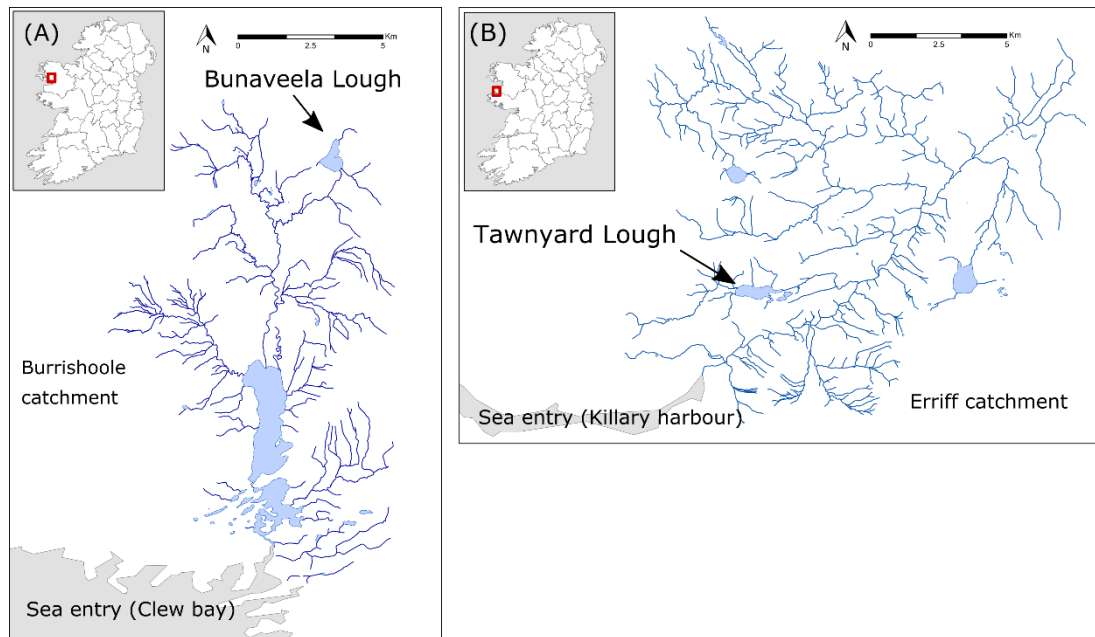 (A)
N
0
2.5
5
Km
Bunaveela Lough
Burrishoole
catchment
Sea entry (Clew bay)
(B)
N
0
2.5
5
Km
Tawnyard Lough
Sea entry (Killary harbour)
Erriff catchment